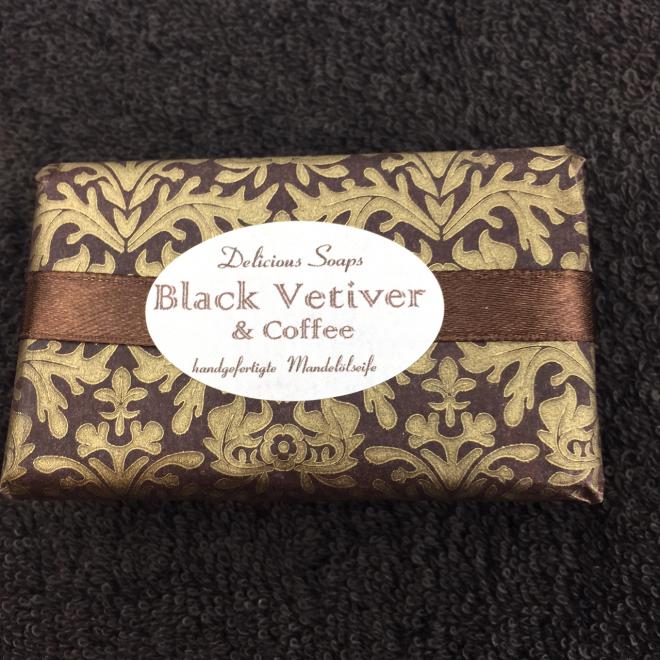 Delicious Soaps
Black Vetiver
& Coffee
handgefertigte Mandelölseife